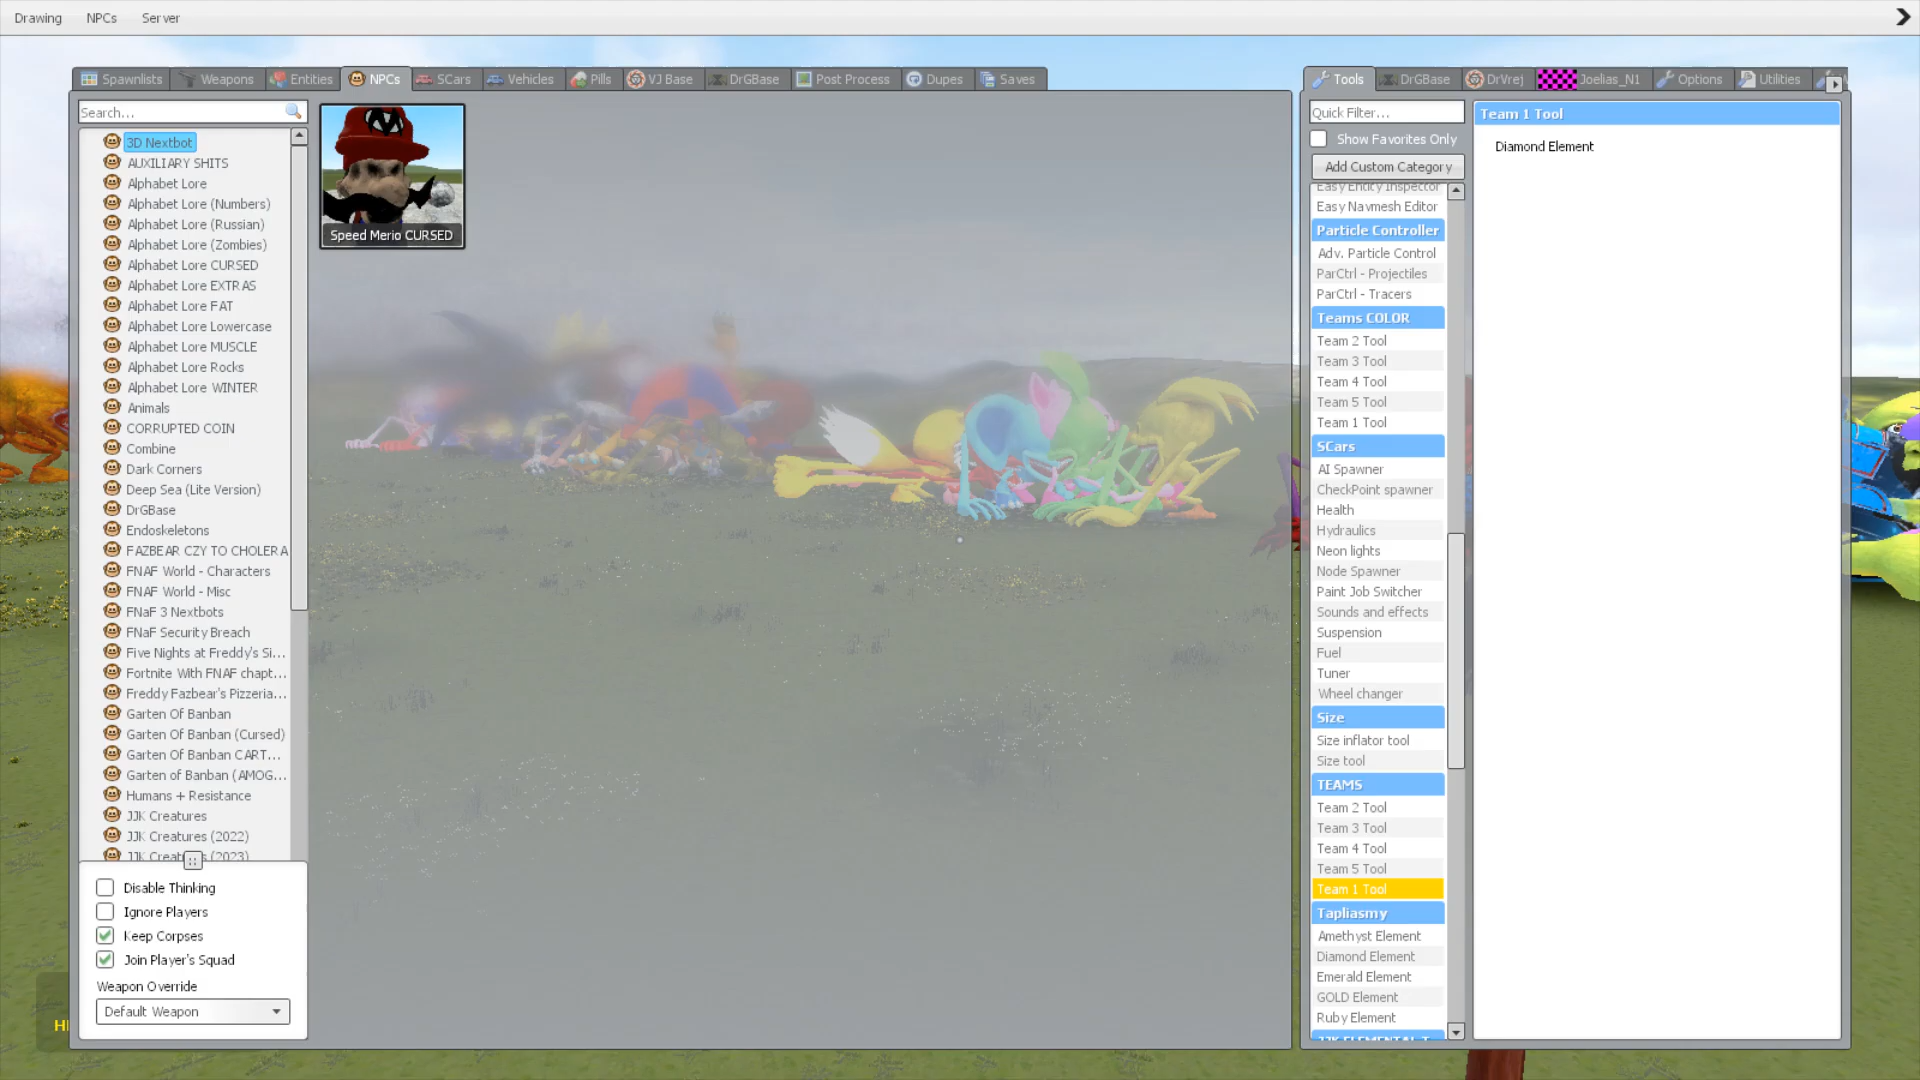 Drawing NPCs Server
Spawnlists Weapons Entities NPCs SCars Vehicles Pills VJ Base DrGBase Post Process Dupes Saves
Search...
3D Nextbot
AUXILIARY SHITS
Alphabet Lore
Alphabet Lore (Numbers)
Alphabet Lore (Russian)
Alphabet Lore (Zombies)
Alphabet Lore CURSED
Alphabet Lore EXTRAS
Alphabet Lore FAT
Alphabet Lore Lowercase
Alphabet Lore MUSCLE
Alphabet Lore Rocks
Alphabet Lore WINTER
Animals
CORRUPTED COIN
Combine
Dark Corners
Deep Sea (Lite Version)
DrGBase
Endoskeletons
FAZBEAR CZY TO CHOLERA
FNAF World - Characters
FNAF World - Misc
FNaF 3 Nextbots
FNaF Security Breach
Five Nights at Freddy's Si...
Fortnite With FNAF chapt...
Freddy Fazbear's Pizzeria...
Garten Of Banban
Garten Of Banban (Cursed)
Garten Of Banban CART...
Garten of Banban (AMOG...
Humans + Resistance
JJK Creatures
JJK Creatures (2022)
JJK Creatures (2023)
Disable Thinking
Ignore Players
Keep Corpses
Join Player's Squad
Weapon Override
Default Weapon
Speed Merio CURSED
Tools DrGBase DrVrej Joelias_N1 Options Utilities
Quick Filter...
Show Favorites Only
Add Custom Category
Easy Entity Inspector
Easy Navmesh Editor
Particle Controller
Adv. Particle Control
ParCtrl - Projectiles
ParCtrl - Tracers
Teams COLOR
Team 2 Tool
Team 3 Tool
Team 4 Tool
Team 5 Tool
Team 1 Tool
SCars
AI Spawner
CheckPoint spawner
Health
Hydraulics
Neon lights
Node Spawner
Paint Job Switcher
Sounds and effects
Suspension
Fuel
Tuner
Wheel changer
Size
Size inflator tool
Size tool
TEAMS
Team 2 Tool
Team 3 Tool
Team 4 Tool
Team 5 Tool
Team 1 Tool
Tapliasmy
Amethyst Element
Diamond Element
Emerald Element
GOLD Element
Ruby Element
JJK ELEMENTAL T
Team 1 Tool
Diamond Element